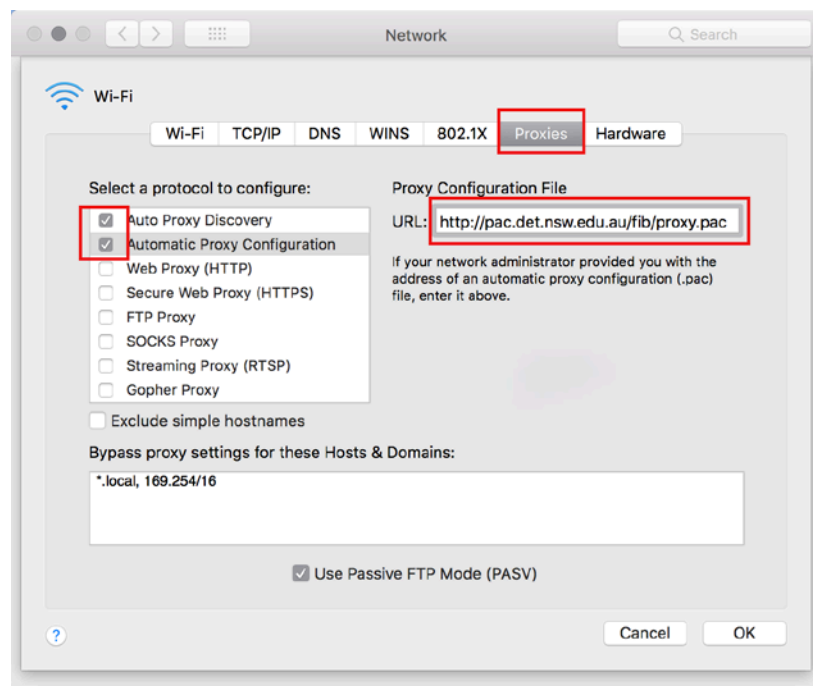 Network
Search
Wi-Fi
Wi-Fi TCP/IP DNS WINS 802.1X Proxies Hardware
Select a protocol to configure:
Auto Proxy Discovery
Automatic Proxy Configuration
Web Proxy (HTTP)
Secure Web Proxy (HTTPS)
FTP Proxy
SOCKS Proxy
Streaming Proxy (RTSP)
Gopher Proxy
Exclude simple hostnames
Proxy Configuration File
URL: http://pac.det.nsw.edu.au/fib/proxy.pac
If your network administrator provided you with the
address of an automatic proxy configuration (.pac)
file, enter it above.
Bypass proxy settings for these Hosts & Domains:
*.local, 169.254/16
Use Passive FTP Mode (PASV)
?
Cancel OK